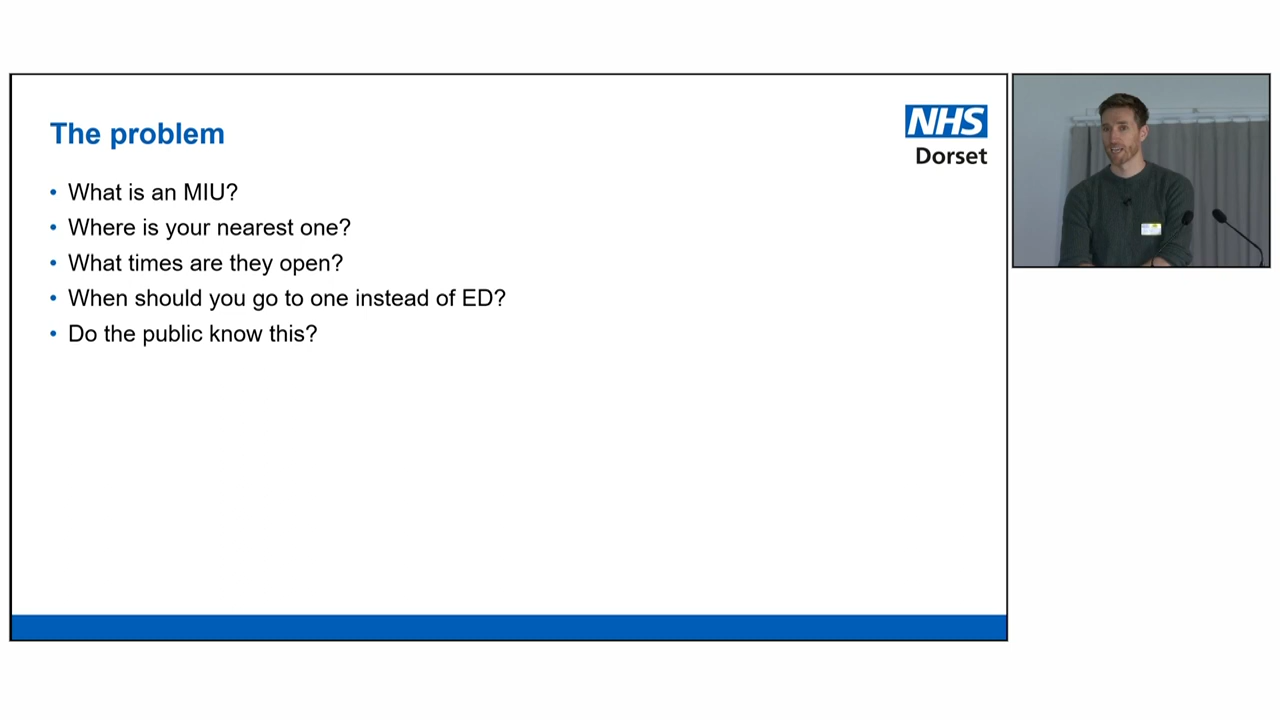 The problem
NHS
Dorset
• What is an MIU?
• Where is your nearest one?
• What times are they open?
• When should you go to one instead of ED?
• Do the public know this?